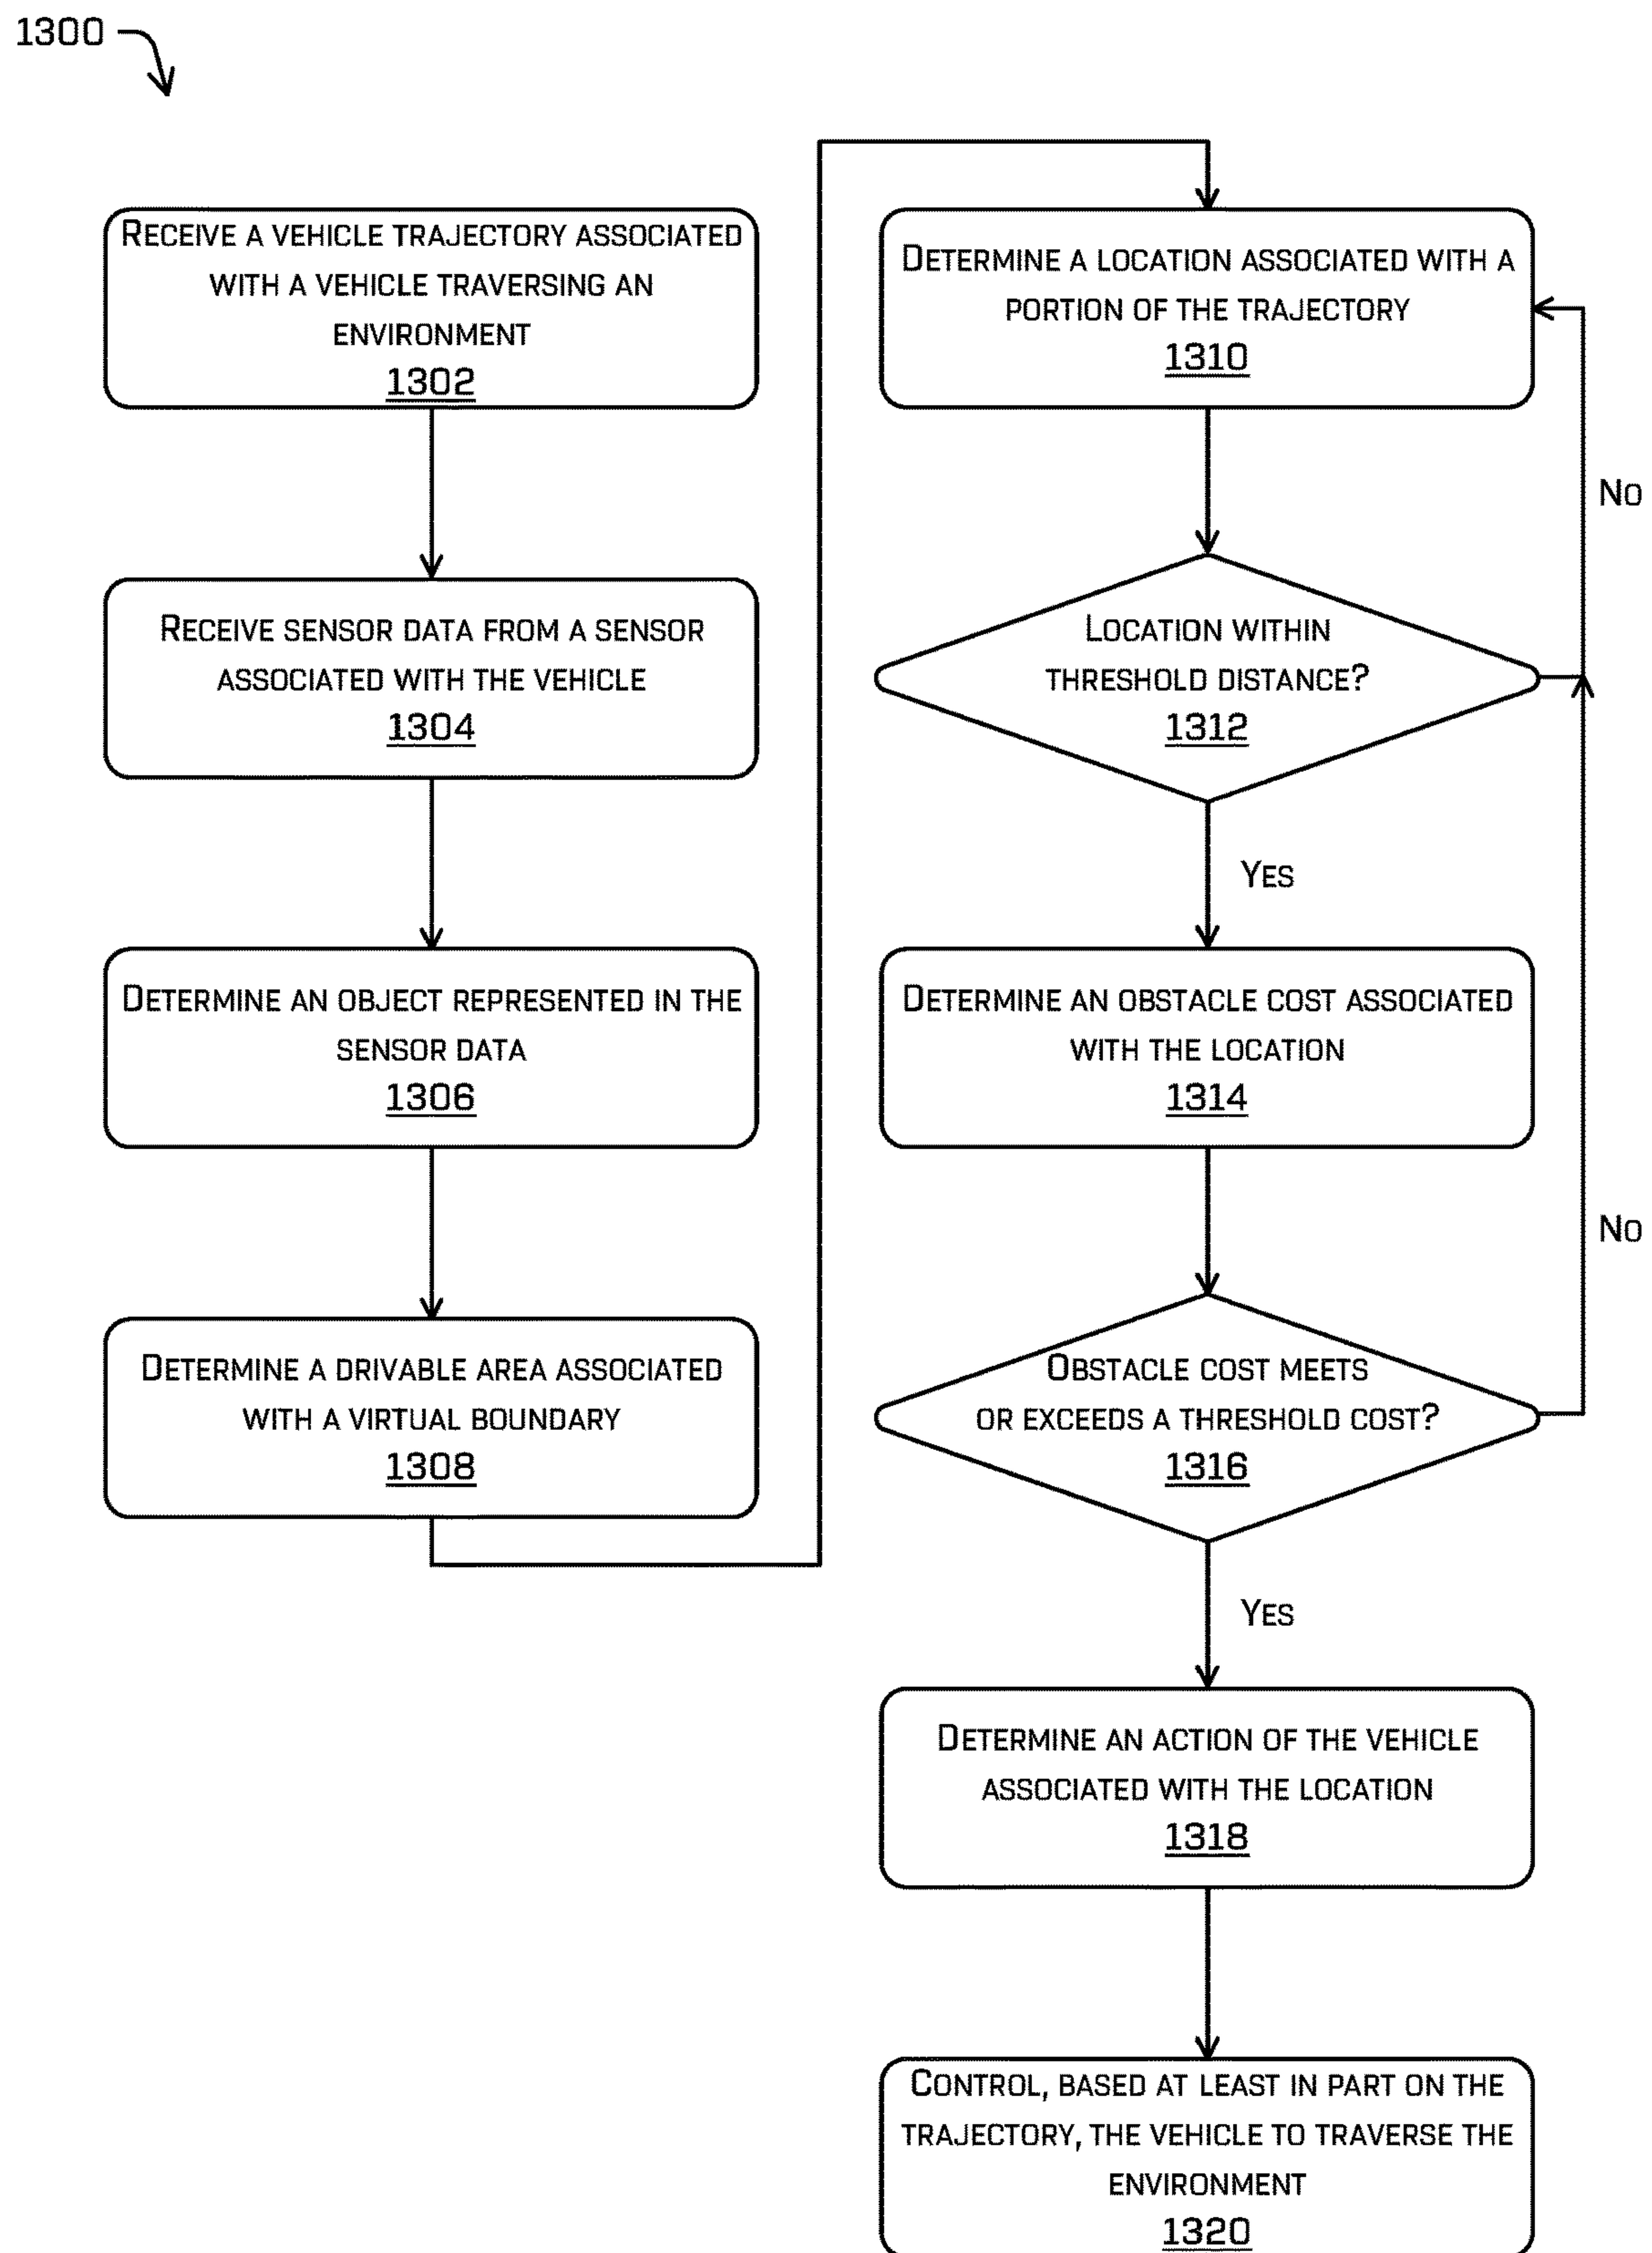 1300
RECEIVE A VEHICLE TRAJECTORY ASSOCIATED
WITH A VEHICLE TRAVERSING AN
ENVIRONMENT
1302
RECEIVE SENSOR DATA FROM A SENSOR
ASSOCIATED WITH THE VEHICLE
1304
DETERMINE AN OBJECT REPRESENTED IN THE
SENSOR DATA
1306
DETERMINE A DRIVABLE AREA ASSOCIATED
WITH A VIRTUAL BOUNDARY
1308
DETERMINE A LOCATION ASSOCIATED WITH A
PORTION OF THE TRAJECTORY
1310
NO
LOCATION WITHIN
THRESHOLD DISTANCE?
1312
YES
DETERMINE AN OBSTACLE COST ASSOCIATED
WITH THE LOCATION
1314
NO
OBSTACLE COST MEETS
OR EXCEEDS A THRESHOLD COST?
1316
YES
DETERMINE AN ACTION OF THE VEHICLE
ASSOCIATED WITH THE LOCATION
1318
CONTROL, BASED AT LEAST IN PART ON THE
TRAJECTORY, THE VEHICLE TO TRAVERSE THE
ENVIRONMENT
1320